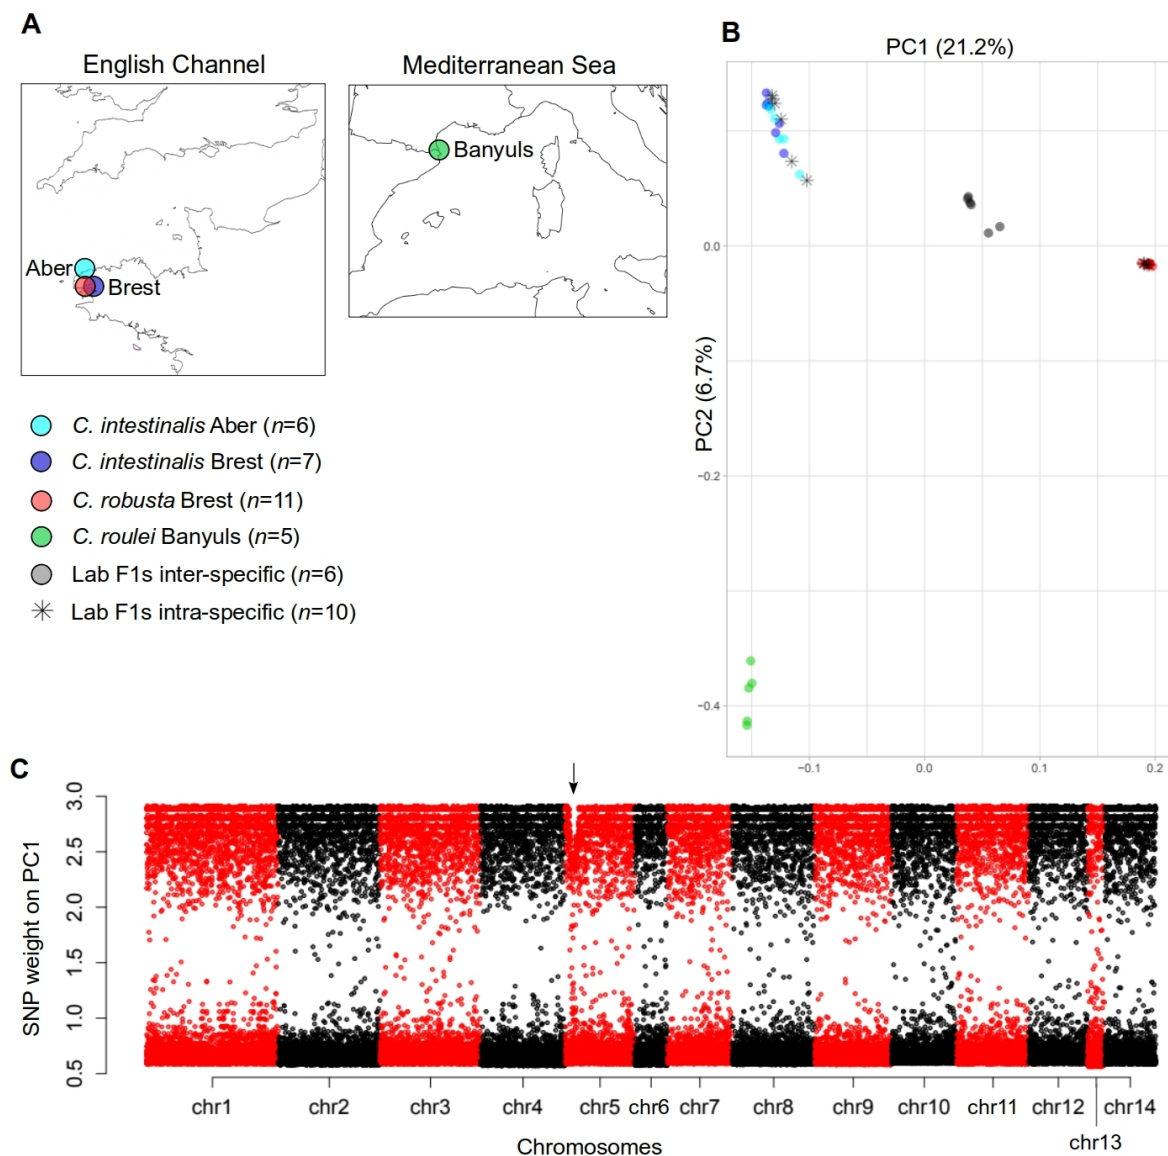 A
English Channel
Mediterranean Sea
Aber
Brest
Banyuls
C. intestinalis Aber (n=6)
C. intestinalis Brest (n=7)
C. robusta Brest (n=11)
C. roulei Banyuls (n=5)
Lab F1s inter-specific (n=6)
Lab F1s intra-specific (n=10)
B
PC1 (21.2%)
PC2 (6.7%)
0.0
−0.2
−0.4
−0.1 0.0 0.1 0.2
C
SNP weight on PC1
3.0
2.5
2.0
1.5
1.0
0.5
chr1 chr2 chr3 chr4 chr5 chr6 chr7 chr8 chr9 chr10 chr11 chr12 chr14
chr13
Chromosomes